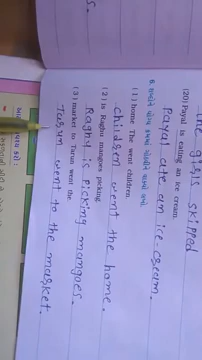 the girls skipped
(20) Payal is eating an ice cream.
Payal ate an ice-cream.
(1) home The went children.
Children went the home.
(2) is Raghu mangoes picking
Raghu is picking mangoes.
(3) market to Tarun went the.
Tarun went to the market.